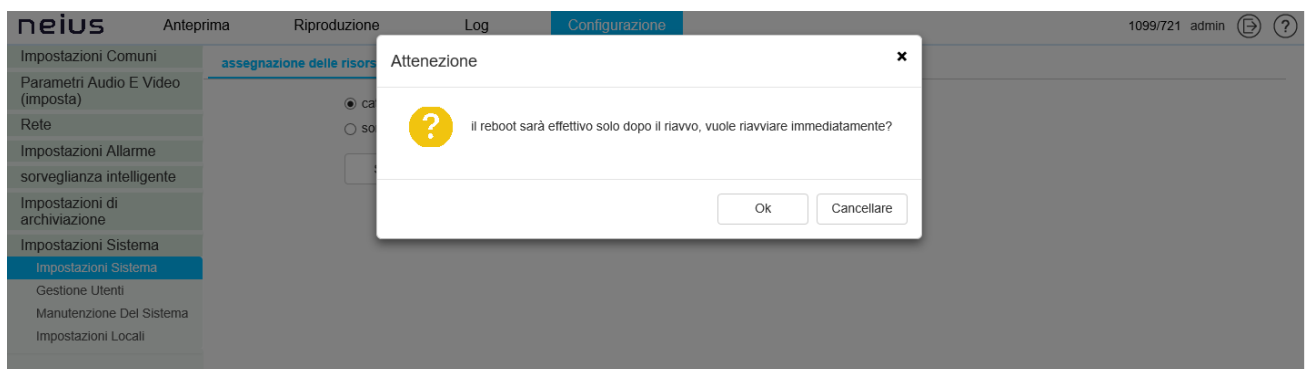 neius Anteprima Riproduzione Log Configurazione 1099/721 admin ?
Impostazioni Comuni
assegnazione delle risors
Attenezione
Parametri Audio E Video
(imposta)
Rete
Impostazioni Allarme
sorveglianza intelligente
Impostazioni di
archiviazione
Impostazioni Sistema
Impostazioni Sistema
Gestione Utenti
Manutenzione Del Sistema
Impostazioni Locali
ca
so
? il reboot sarà effettivo solo dopo il riavvo, vuole riavviare immediatamente?
Ok Cancellare